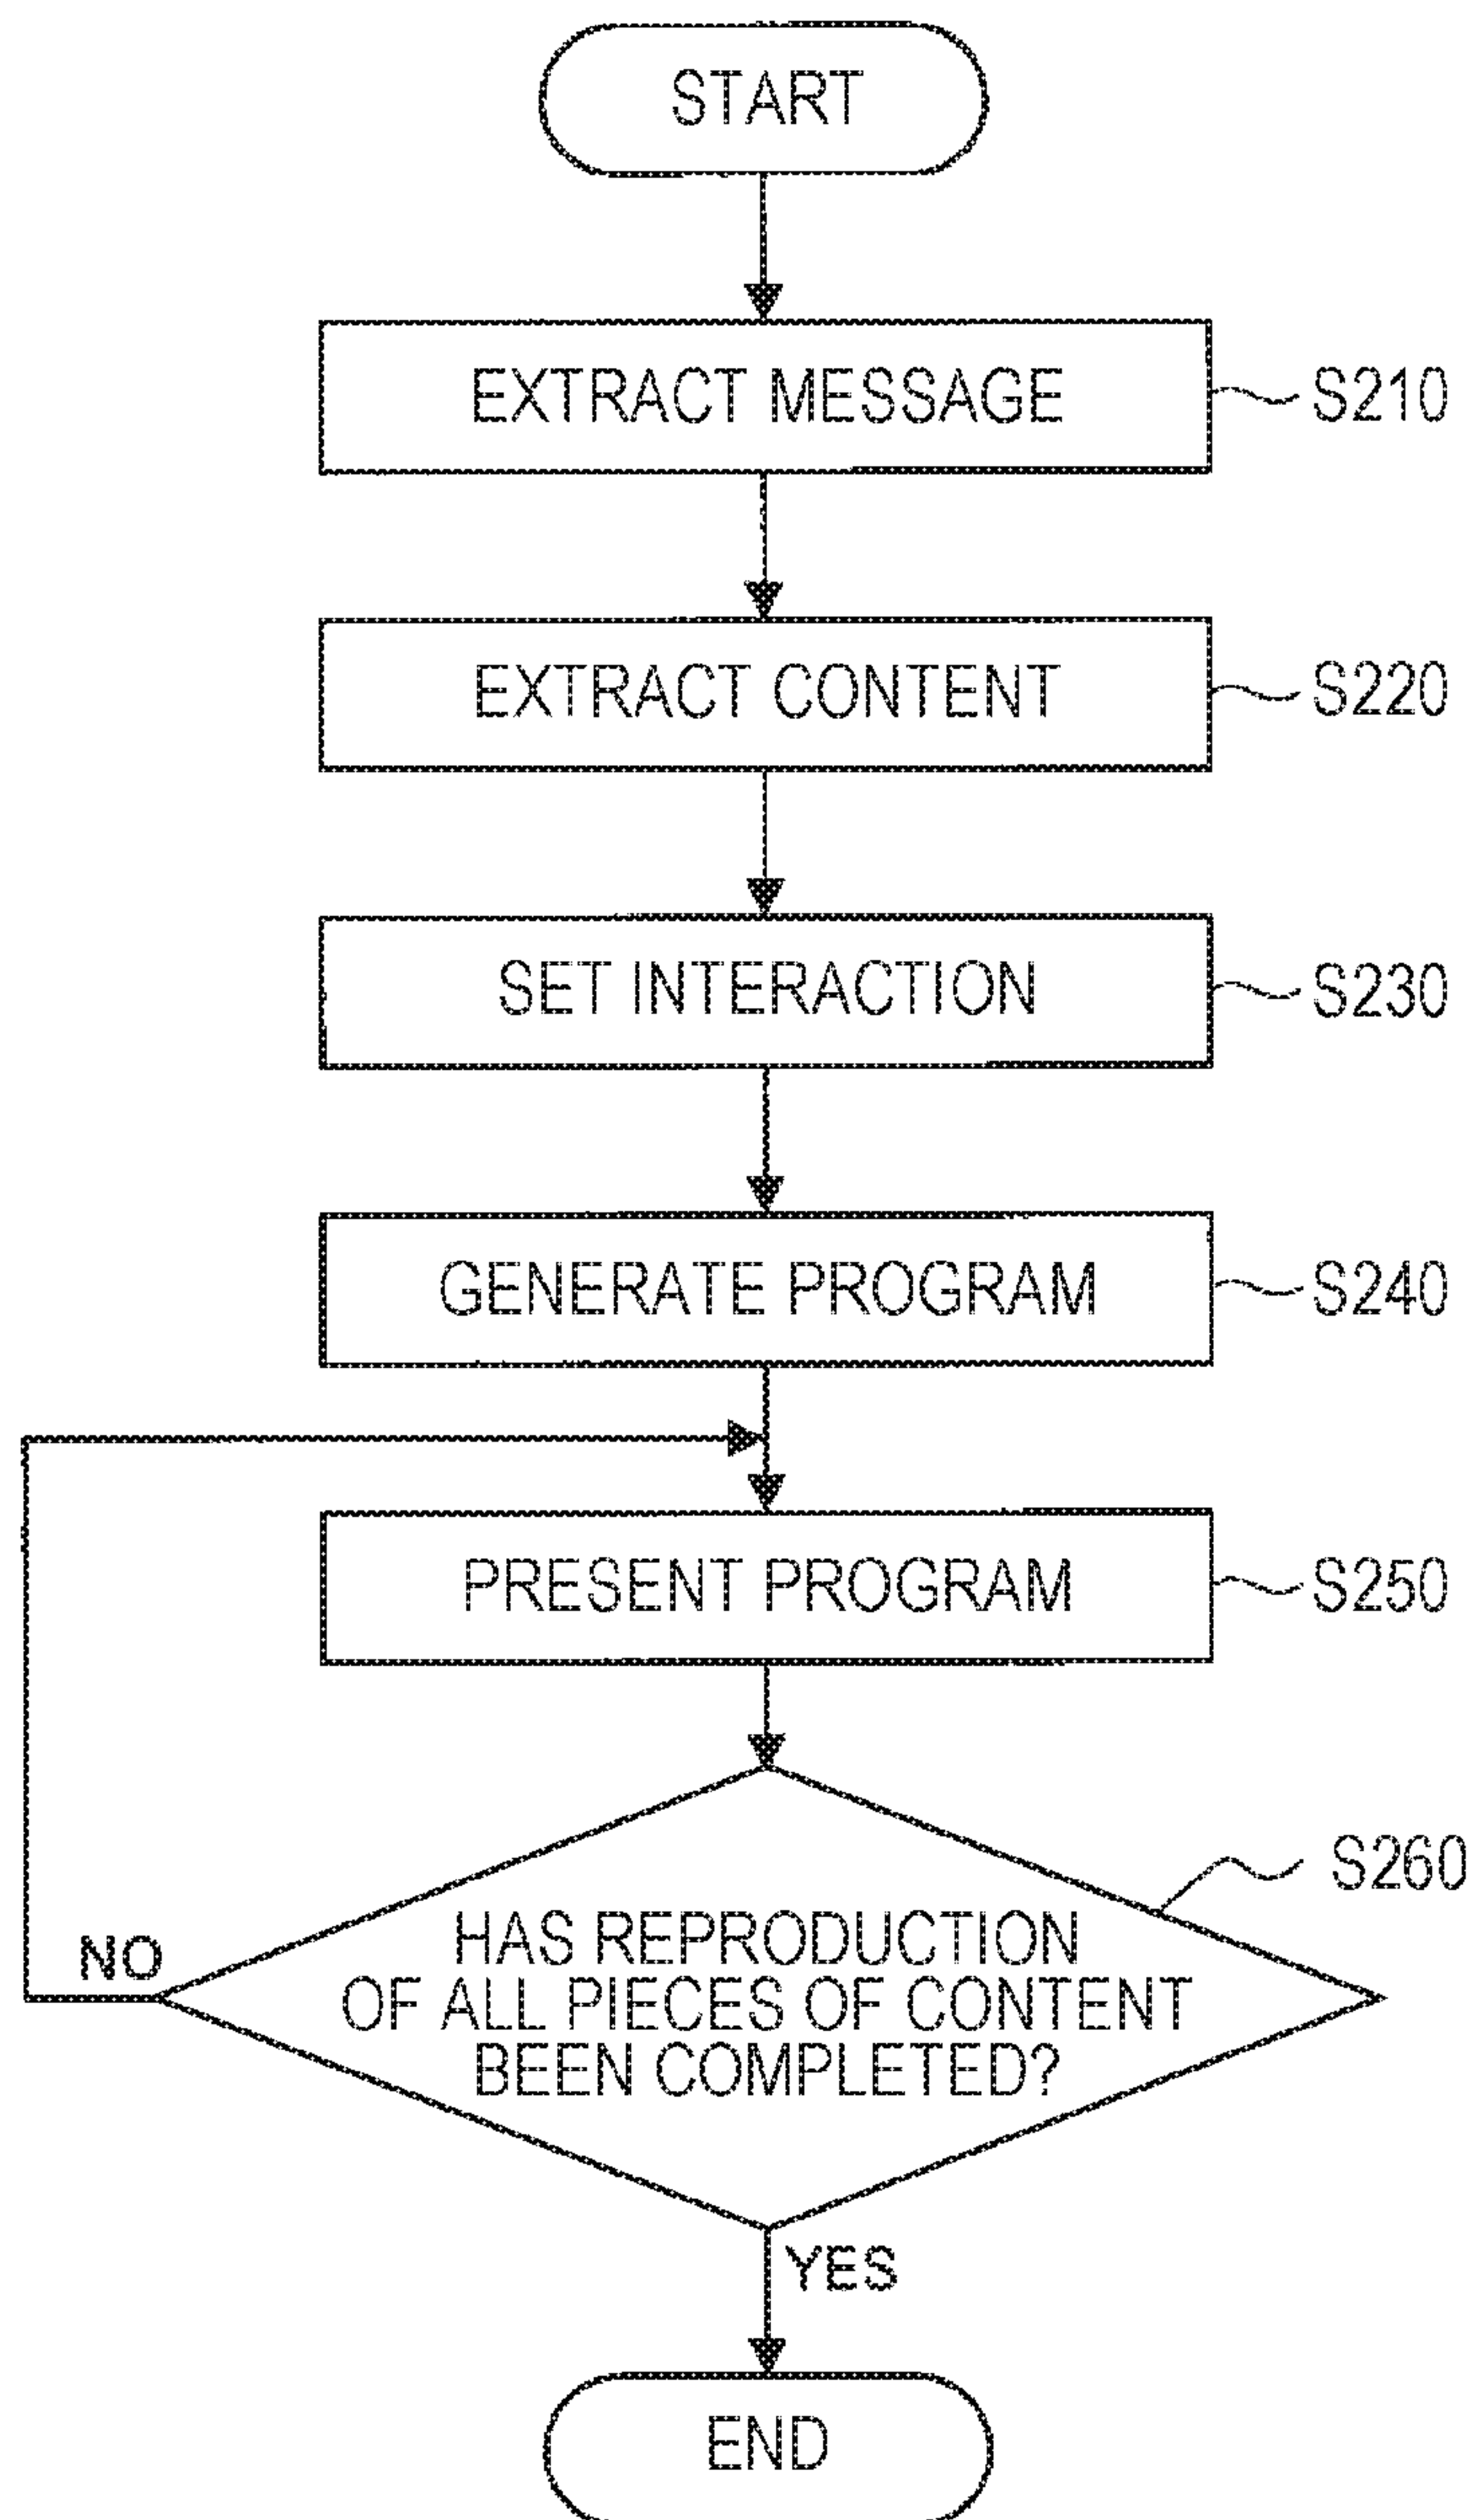 START
EXTRACT MESSAGE
S210
EXTRACT CONTENT
S220
SET INTERACTION
S230
GENERATE PROGRAM
S240
PRESENT PROGRAM
S250
S260
HAS REPRODUCTION
OF ALL PIECES OF CONTENT
BEEN COMPLETED?
NO
YES
END